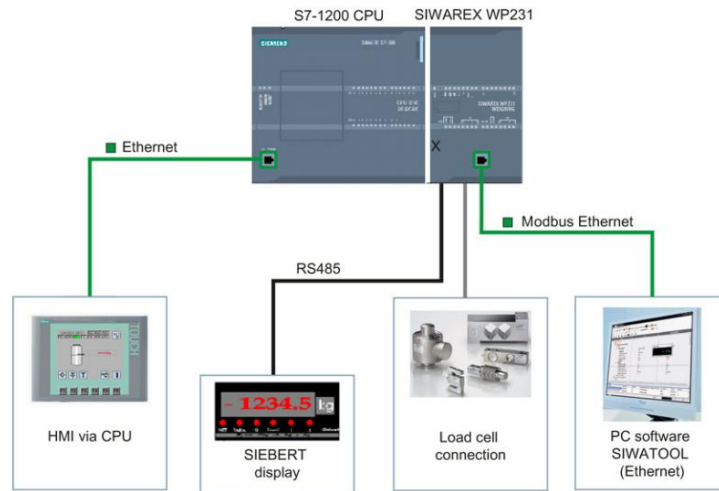 S7-1200 CPU
SIWAREX WP231
SIEMENS
X
Ethernet
Modbus Ethernet
RS485
TOUCH
HMI via CPU
- 1234.5 kg
SIEBERT
display
Load cell
connection
PC software
SIWATOOL
(Ethernet)